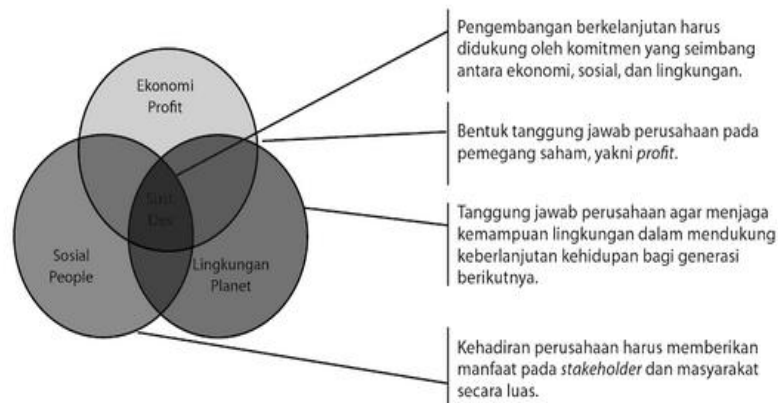 Ekonomi
Profit
Sust
Dev
Sosial
People
Lingkungan
Planet
Pengembangan berkelanjutan harus
didukung oleh komitmen yang seimbang
antara ekonomi, sosial, dan lingkungan.
Bentuk tanggung jawab perusahaan pada
pemegang saham, yakni profit.
Tanggung jawab perusahaan agar menjaga
kemampuan lingkungan dalam mendukung
keberlanjutan kehidupan bagi generasi
berikutnya.
Kehadiran perusahaan harus memberikan
manfaat pada stakeholder dan masyarakat
secara luas.